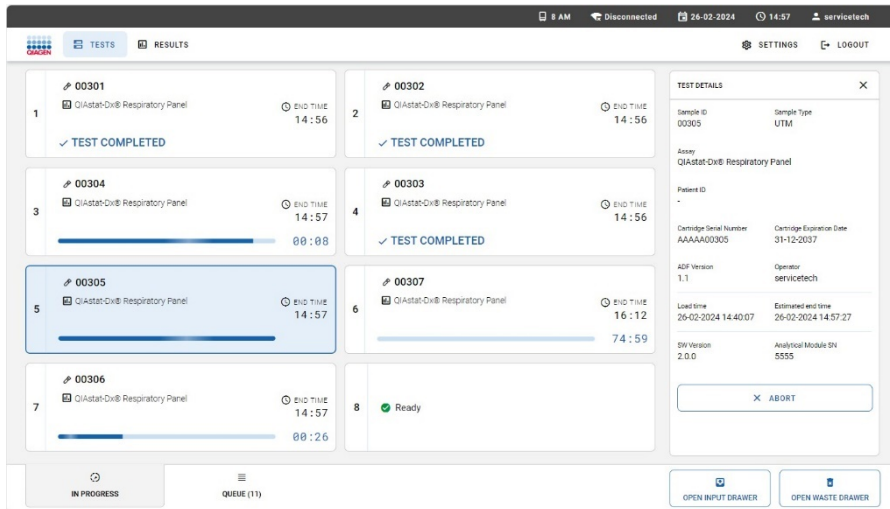 8 AM Disconnected 26-02-2024 14:57 servicetech
QIAGEN TESTS RESULTS SETTINGS LOGOUT
1
00301
QIAstat-Dx® Respiratory Panel
END TIME
14:56
TEST COMPLETED
2
00302
QIAstat-Dx® Respiratory Panel
END TIME
14:56
TEST COMPLETED
3
00304
QIAstat-Dx® Respiratory Panel
END TIME
14:57
00:08
4
00303
QIAstat-Dx® Respiratory Panel
END TIME
14:56
TEST COMPLETED
5
00305
QIAstat-Dx® Respiratory Panel
END TIME
14:57
6
00307
QIAstat-Dx® Respiratory Panel
END TIME
16:12
74:59
7
00306
QIAstat-Dx® Respiratory Panel
END TIME
14:57
00:26
8
Ready
TEST DETAILS
Sample ID Sample Type
00305 UTM
Assay
QIAstat-Dx® Respiratory Panel
Patient ID
-
Cartridge Serial Number Cartridge Expiration Date
AAAAA00305 31-12-2037
ADF Version Operator
1.1 servicetech
Load time Estimated end time
26-02-2024 14:40:07 26-02-2024 14:57:27
SW Version Analytical Module SN
2.0.0 5555
ABORT
IN PROGRESS QUEUE (11)
OPEN INPUT DRAWER OPEN WASTE DRAWER